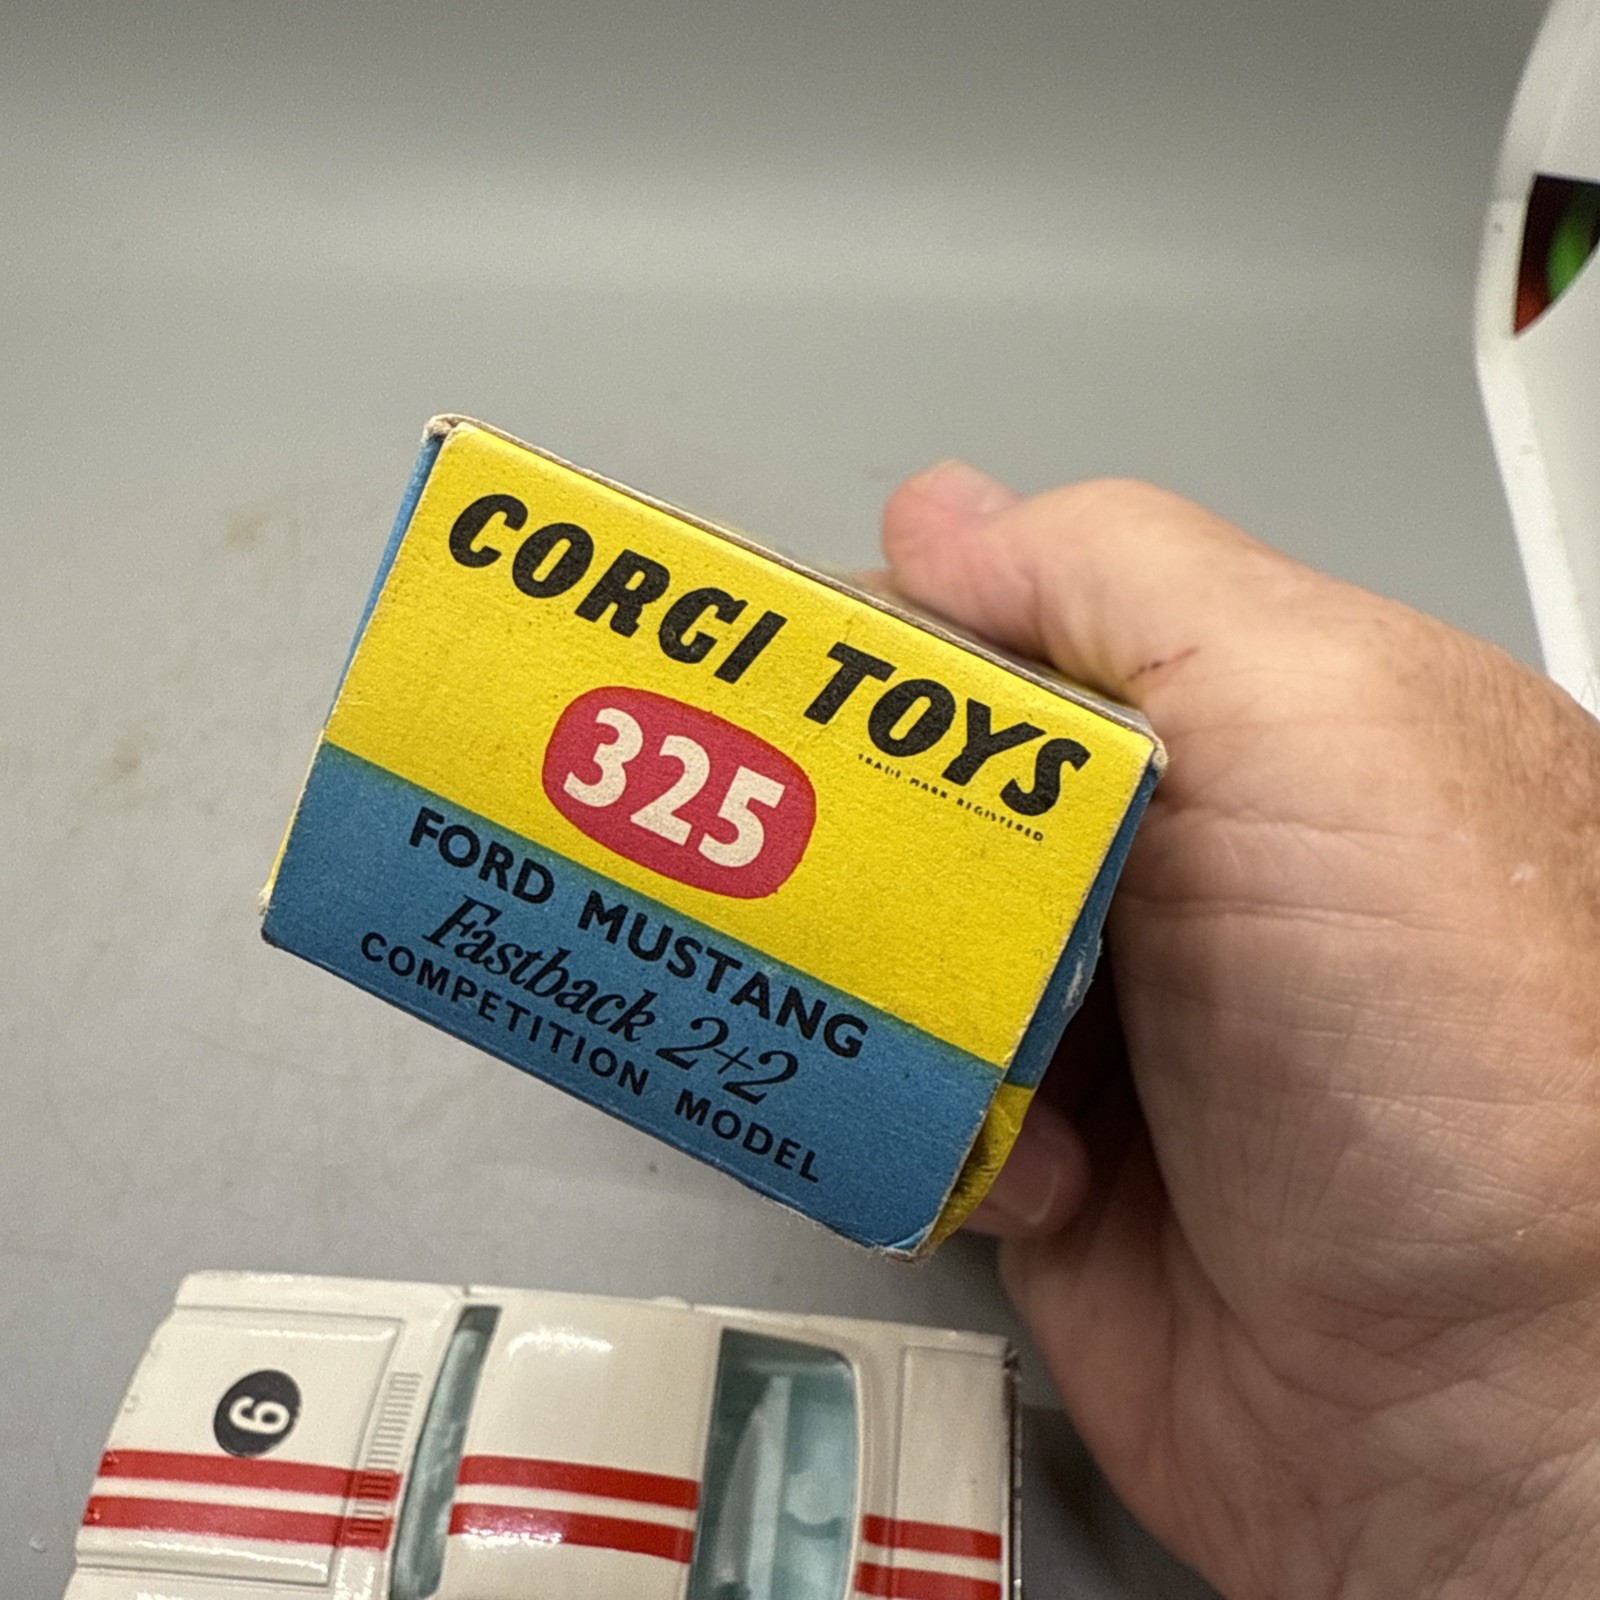 CORGI TOYS
TRADE MARK REGISTERED
325
FORD MUSTANG
Fastback 2+2
COMPETITION MODEL
6